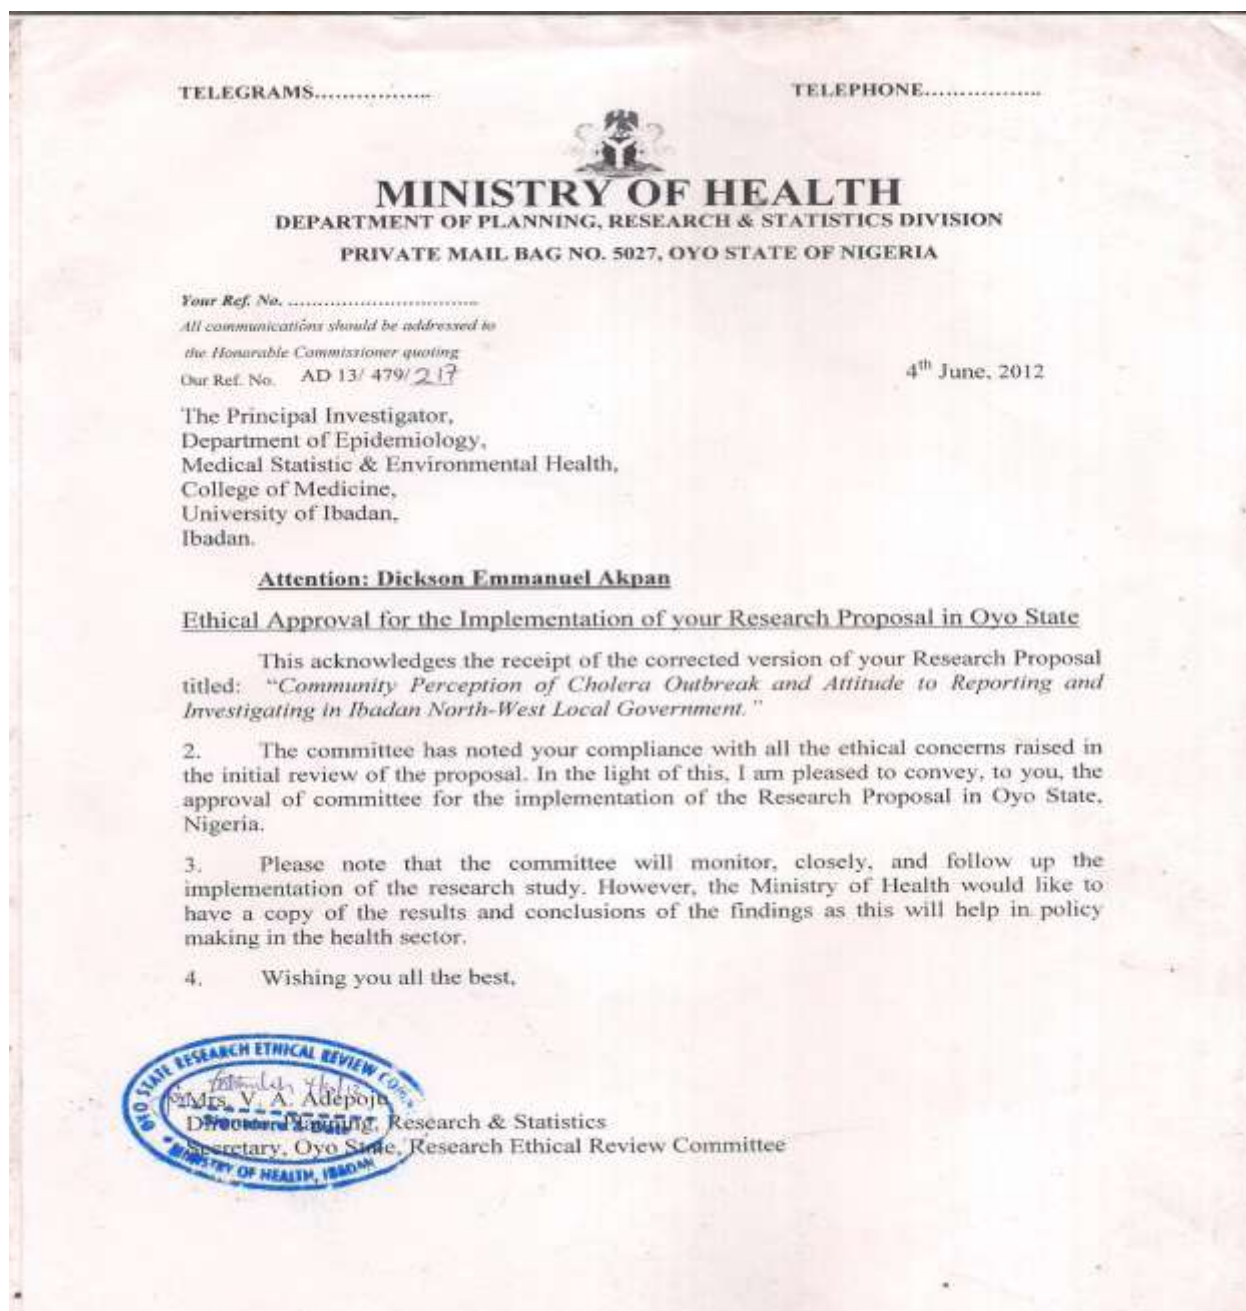 TELEGRAMS.................. TELEPHONE..................
MINISTRY OF HEALTH
DEPARTMENT OF PLANNING, RESEARCH & STATISTICS DIVISION
PRIVATE MAIL BAG NO. 5027, OYO STATE OF NIGERIA
Your Ref. No. ..................................
All communications should be addressed to
the Honarable Commissioner quoting
Our Ref. No. AD 13/ 479/ 217 4th June, 2012
The Principal Investigator,
Department of Epidemiology,
Medical Statistic & Environmental Health,
College of Medicine,
University of Ibadan,
Ibadan.
Attention: Dickson Emmanuel Akpan
Ethical Approval for the Implementation of your Research Proposal in Oyo State
This acknowledges the receipt of the corrected version of your Research Proposal
titled: "Community Perception of Cholera Outbreak and Attitude to Reporting and
Investigating in Ibadan North-West Local Government."
2. The committee has noted your compliance with all the ethical concerns raised in
the initial review of the proposal. In the light of this, I am pleased to convey, to you, the
approval of committee for the implementation of the Research Proposal in Oyo State,
Nigeria.
3. Please note that the committee will monitor, closely, and follow up the
implementation of the research study. However, the Ministry of Health would like to
have a copy of the results and conclusions of the findings as this will help in policy
making in the health sector.
4. Wishing you all the best,
OYO STATE RESEARCH ETHICAL REVIEW
Mrs. V. A. Adepoju
Director, Planning, Research & Statistics
Secretary, Oyo State, Research Ethical Review Committee
MINISTRY OF HEALTH, IBADAN